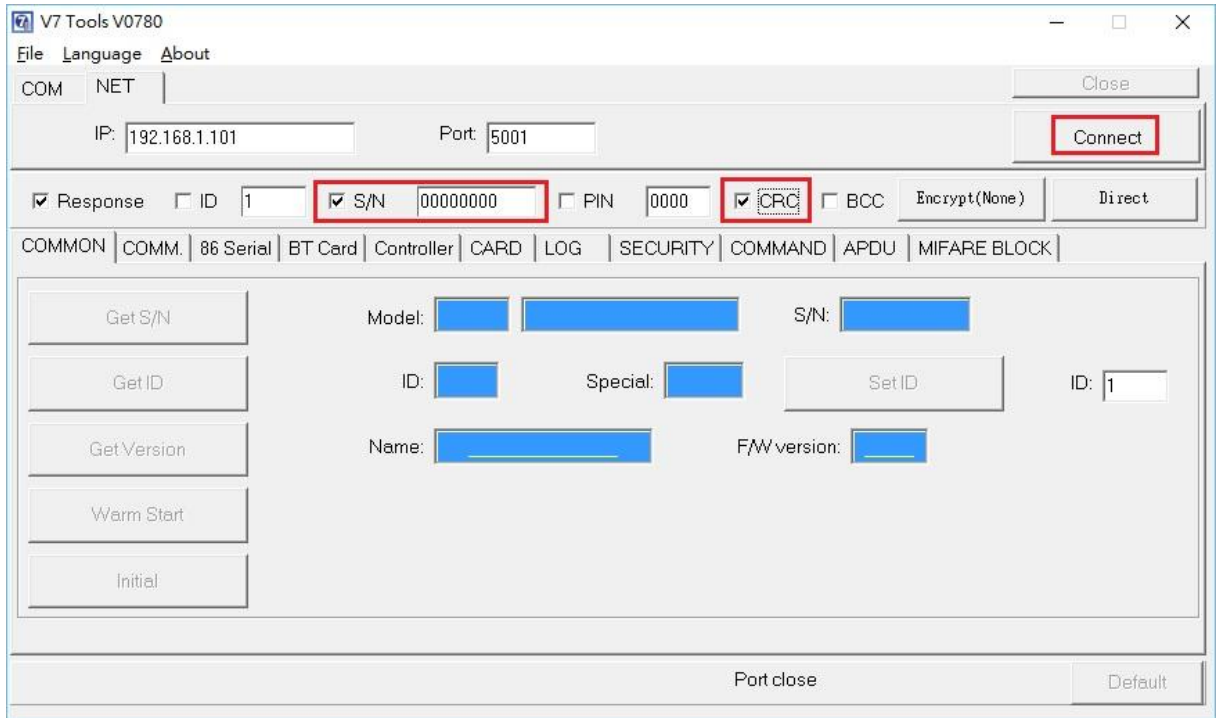 V7 Tools V0780
File Language About
COM NET Close
IP: 192.168.1.101 Port: 5001 Connect
Response ID 1 S/N 00000000 PIN 0000 CRC BCC Encrypt(None) Direct
COMMON COMM. 86 Serial BT Card Controller CARD LOG SECURITY COMMAND APDU MIFARE BLOCK
Get S/N Model: S/N:
Get ID ID: Special: Set ID ID: 1
Get Version Name: F/W version:
Warm Start
Initial
Port close Default